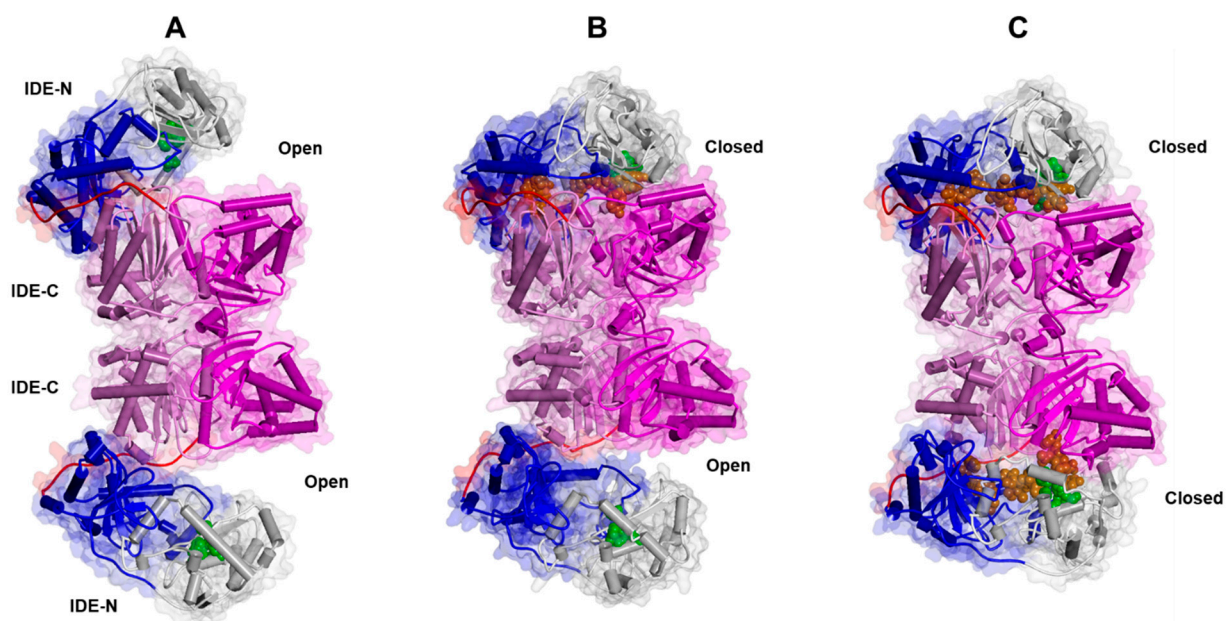 A
B
C
IDE-N
Open
Closed
Closed
IDE-C
IDE-C
Open
Open
Closed
IDE-N